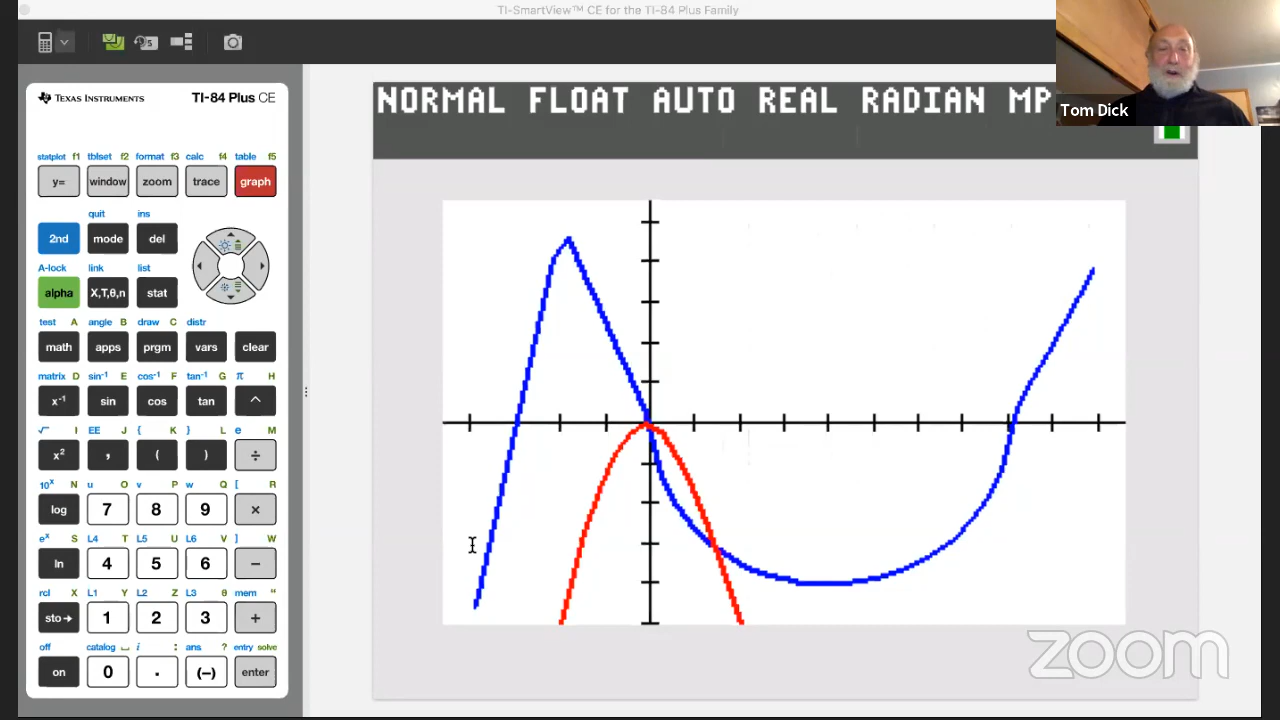 TI-SmartView™ CE for the TI-84 Plus Family
Tom Dick
TEXAS INSTRUMENTS TI-84 Plus CE
NORMAL FLOAT AUTO REAL RADIAN MP
statplot f1 tblset f2 format f3 calc f4 table f5
y= window zoom trace graph
quit ins
2nd mode del
A-lock link list
alpha X,T,θ,n stat
test A angle B draw C distr
math apps prgm vars clear
matrix D sin⁻¹ E cos⁻¹ F tan⁻¹ G π H
x⁻¹ sin cos tan ^
√ I EE J { K } L e M
x² , ( ) ÷
10ˣ N u O v P w Q [ R
log 7 8 9 ×
eˣ S L4 T L5 U L6 V ] W
ln 4 5 6 −
rcl X L1 Y L2 Z L3 θ mem "
sto→ 1 2 3 +
off catalog ⎵ i : ans ? entry solve
on 0 . (−) enter
zoom